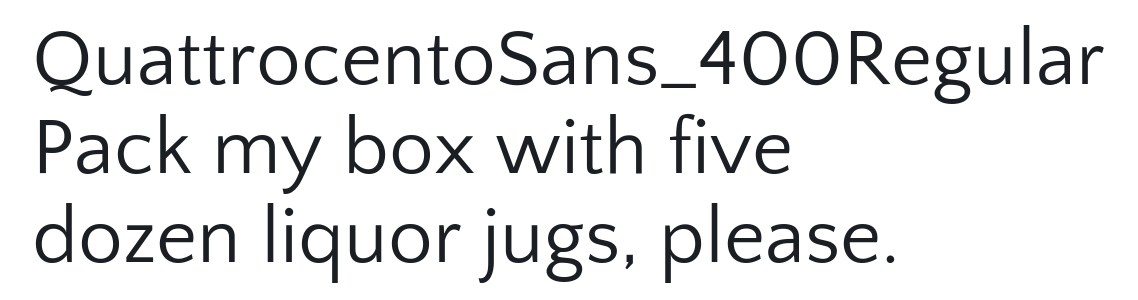 QuattrocentoSans_400Regular
Pack my box with five
dozen liquor jugs, please.